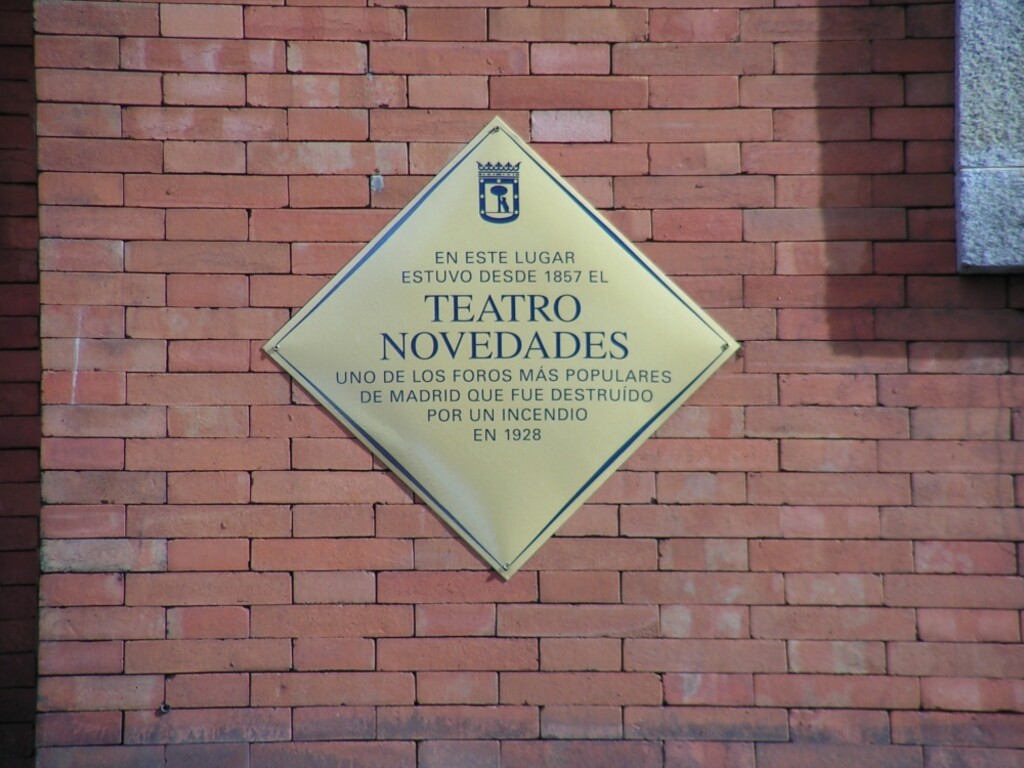 EN ESTE LUGAR
ESTUVO DESDE 1857 EL
TEATRO
NOVEDADES
UNO DE LOS FOROS MÁS POPULARES
DE MADRID QUE FUE DESTRUÍDO
POR UN INCENDIO
EN 1928